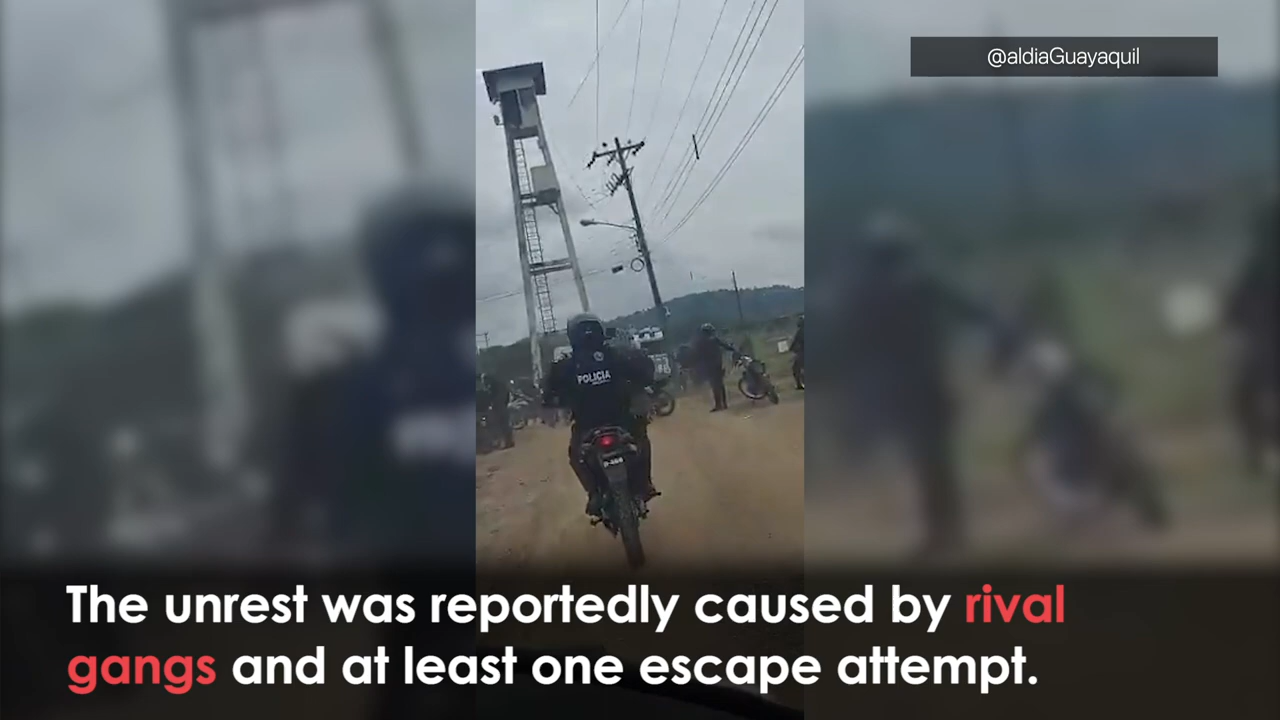 @aldiaGuayaquil
POLICIA
The unrest was reportedly caused by rival
gangs and at least one escape attempt.